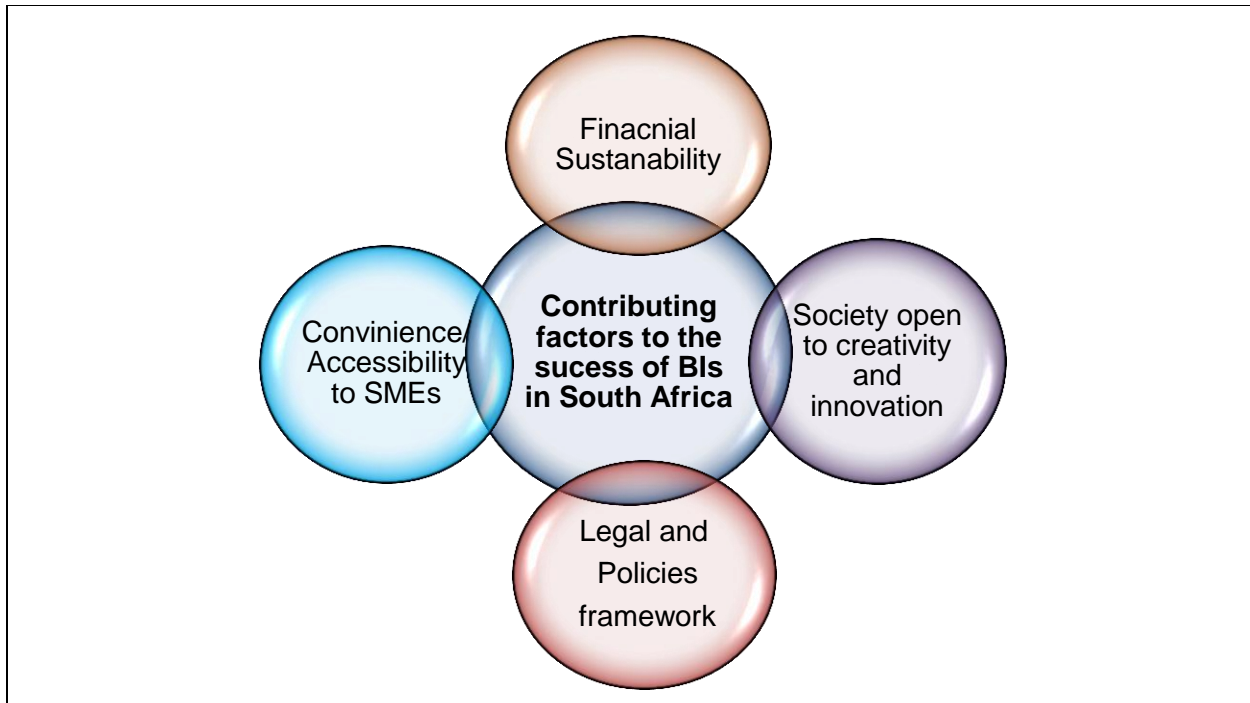 Finacnial
Sustanability
Convinience/
Accessibility
to SMEs
Contributing
factors to the
sucess of BIs
in South Africa
Society open
to creativity
and
innovation
Legal and
Policies
framework